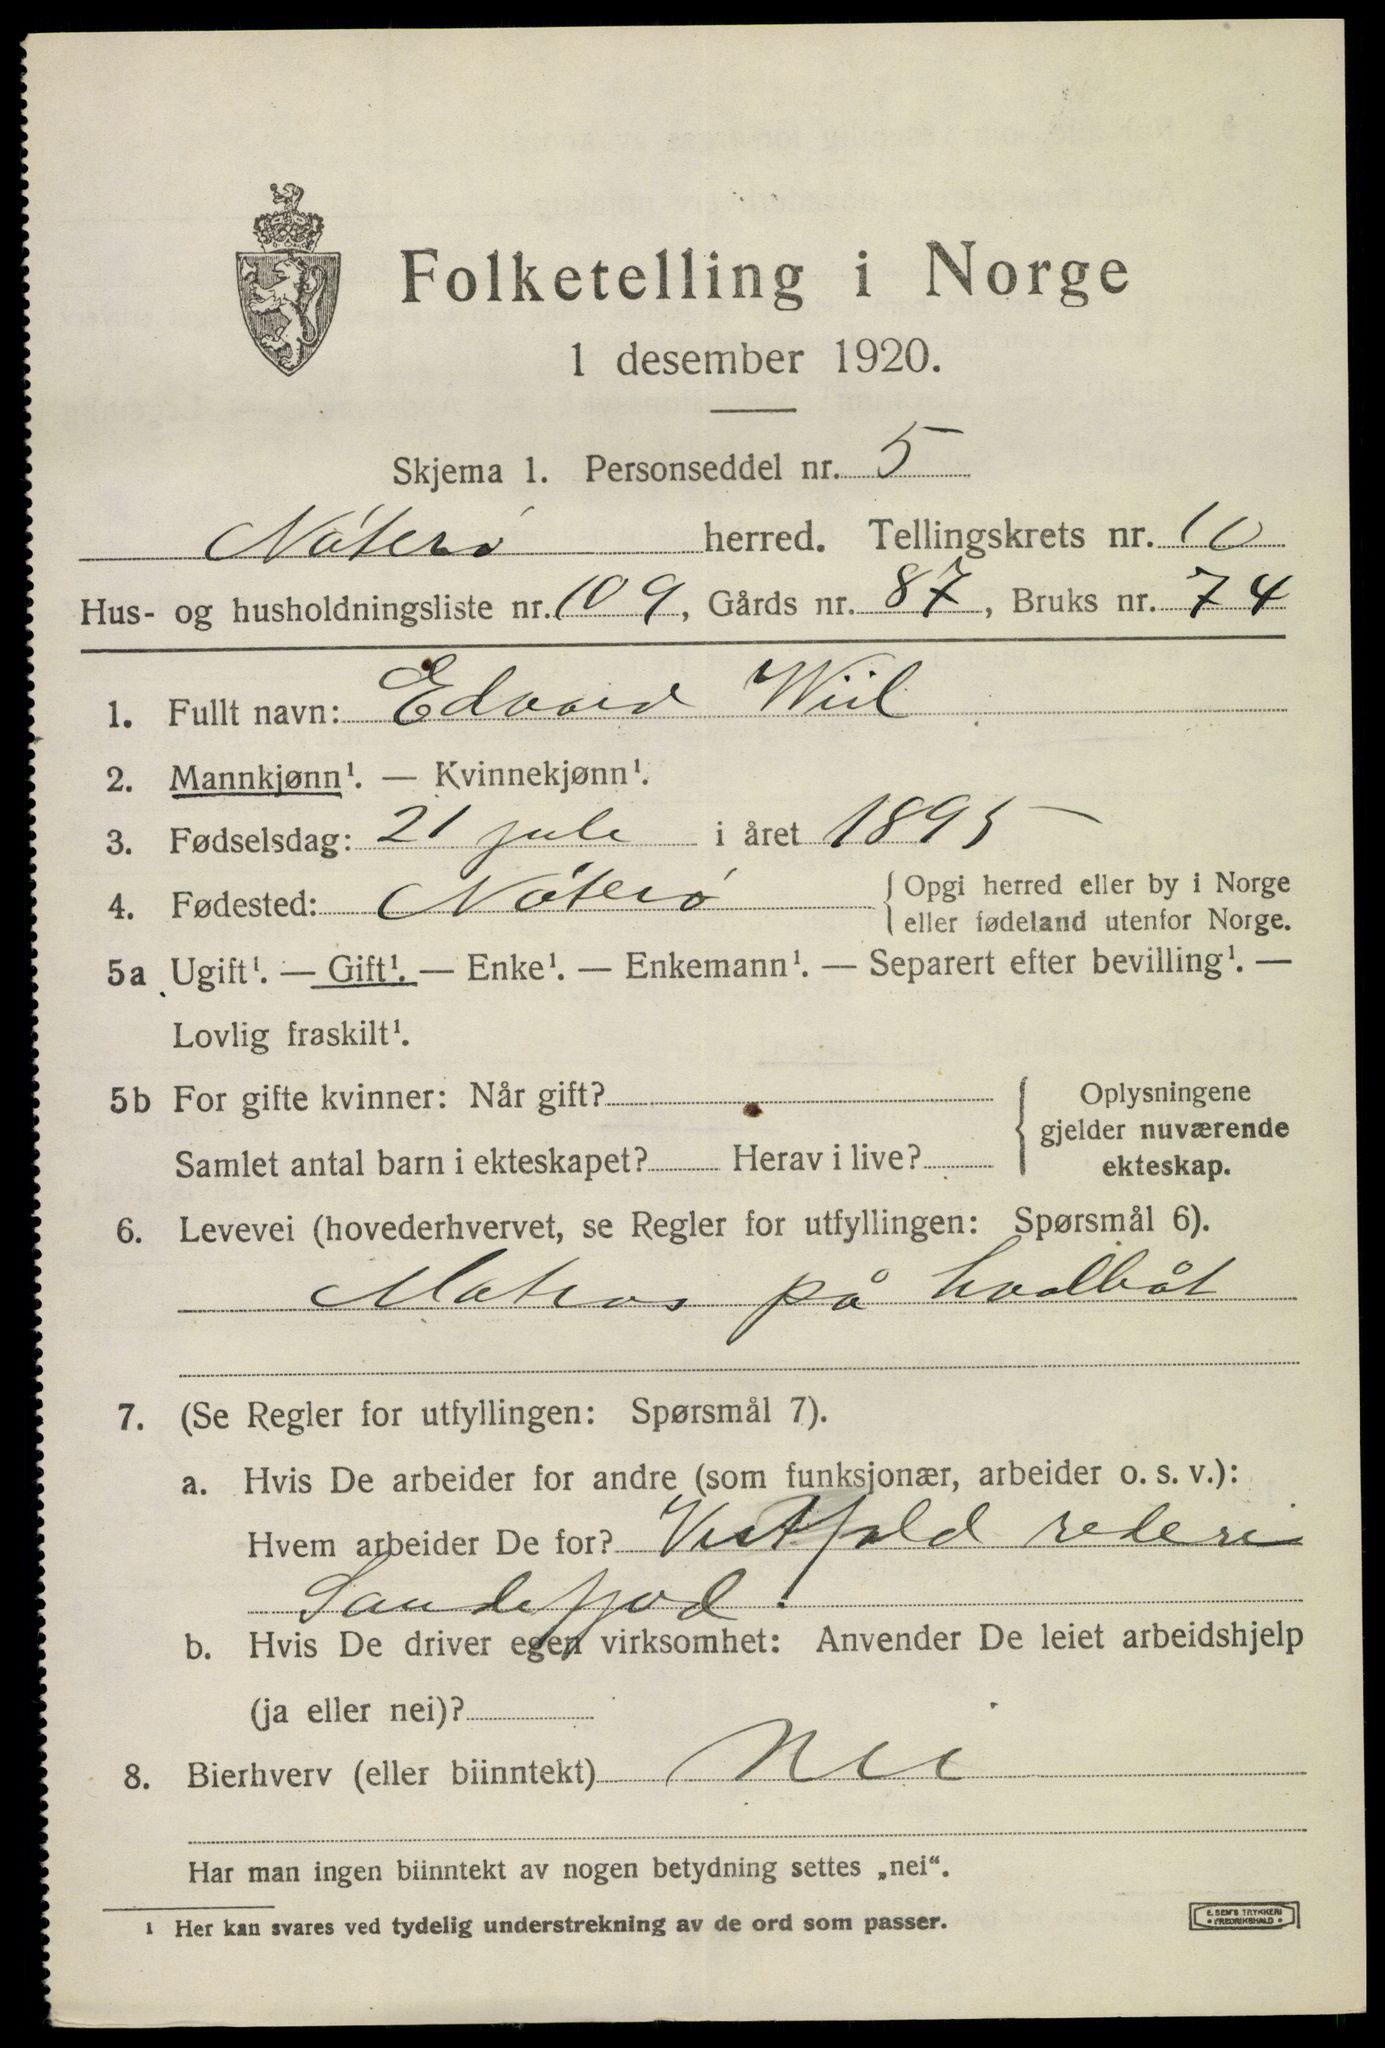 Folketelling i Norge
1 desember 1920.
Skjema 1. Personseddel nr. 5
Nøterø herred. Tellingskrets nr. 10
Hus- og husholdningsliste nr. 109, Gårds nr. 87, Bruks nr. 74
1. Fullt navn: Edvard Wiil
2. Mannkjønn¹. — Kvinnekjønn¹.
3. Fødselsdag: 21 juli i året 1895
4. Fødested: Nøterø { Opgi herred eller by i Norge
eller fødeland utenfor Norge.
5a Ugift¹. — Gift¹. — Enke¹. — Enkemann¹. — Separert efter bevilling¹. —
Lovlig fraskilt¹.
5b For gifte kvinner: Når gift?
Samlet antal barn i ekteskapet? Herav i live?
{ Oplysningene
gjelder nuværende
ekteskap.
6. Levevei (hovederhvervet, se Regler for utfyllingen: Spørsmål 6).
Matros på hvalbåt
7. (Se Regler for utfyllingen: Spørsmål 7).
a. Hvis De arbeider for andre (som funksjonær, arbeider o. s. v.):
Hvem arbeider De for? Vestfold rederi
Sandefjod.
b. Hvis De driver egen virksomhet: Anvender De leiet arbeidshjelp
(ja eller nei)?
8. Bierhverv (eller biinntekt) Nei
Har man ingen biinntekt av nogen betydning settes „nei“.
¹ Her kan svares ved tydelig understrekning av de ord som passer.
E. SEM'S TRYKKERI
• FREDRIKSHALD •